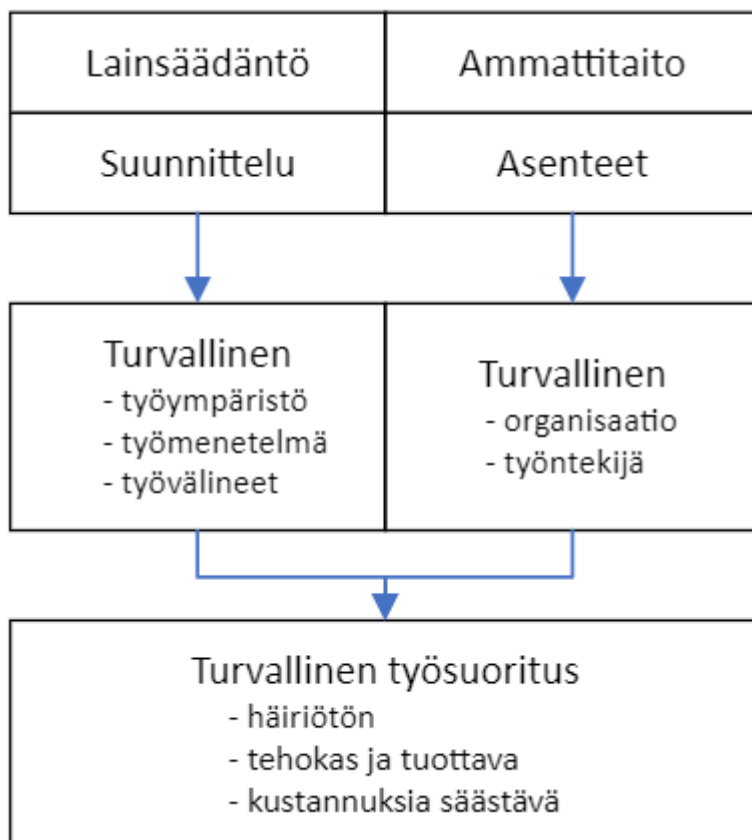 Lainsäädäntö
Ammattitaito
Suunnittelu
Asenteet
Turvallinen
- työympäristö
- työmenetelmä
- työvälineet
Turvallinen
- organisaatio
- työntekijä
Turvallinen työsuoritus
- häiriötön
- tehokas ja tuottava
- kustannuksia säästävä